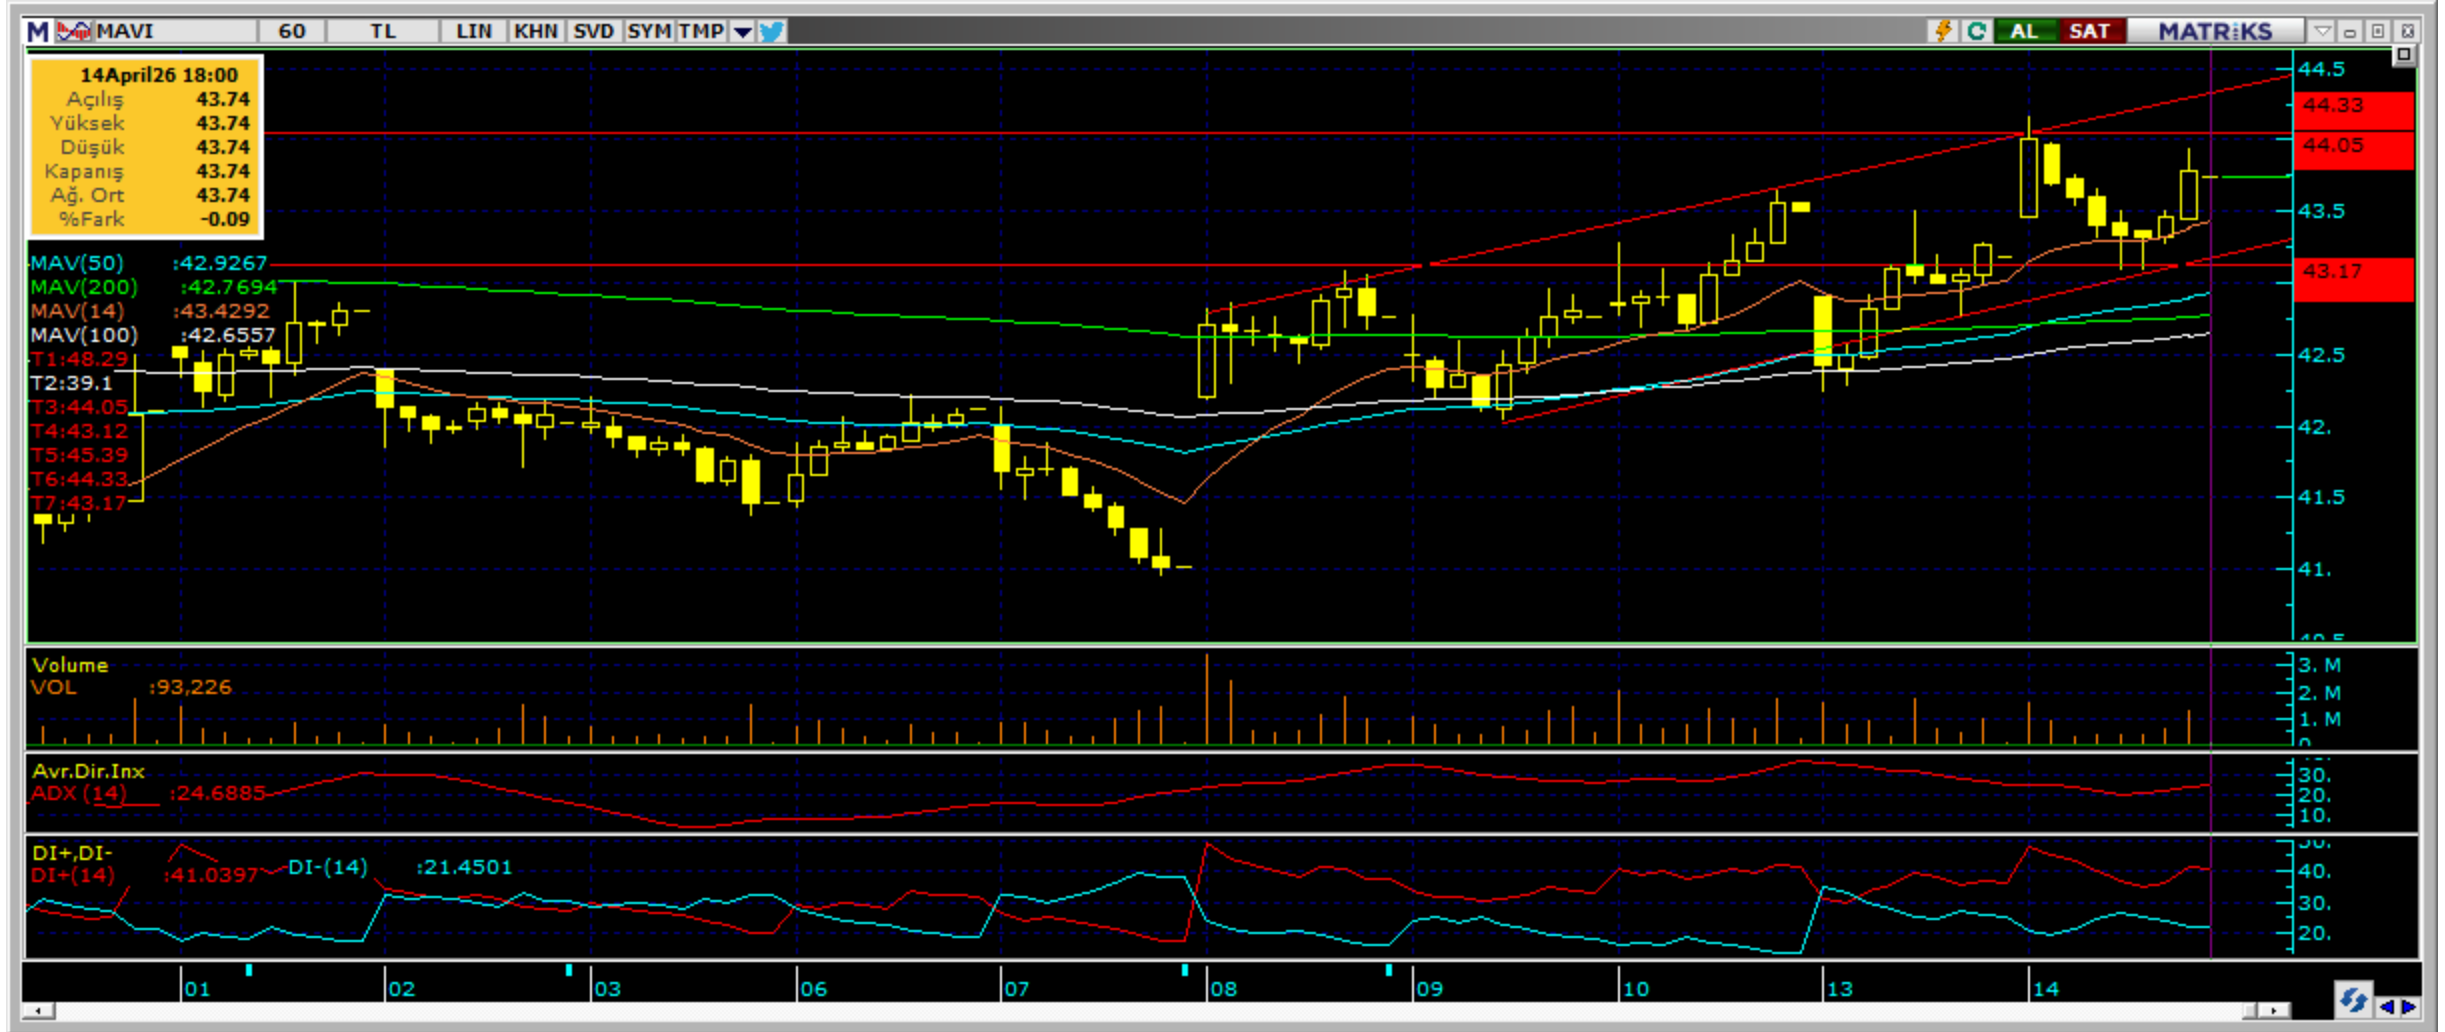 M MAVI 60 TL LIN KHN SVD SYM TMP AL SAT MATRiKS
14April26 18:00
Açılış 43.74
Yüksek 43.74
Düşük 43.74
Kapanış 43.74
Ağ. Ort 43.74
%Fark -0.09
MAV(50) :42.9267
MAV(200) :42.7694
MAV(14) :43.4292
MAV(100) :42.6557
T1:48.29
T2:39.1
T3:44.05
T4:43.12
T5:45.39
T6:44.33
T7:43.17
44.5
44.33
44.05
43.5
43.17
42.5
42.
41.5
41.
Volume
VOL :93,226
3. M
2. M
1. M
0
Avr.Dir.Inx
ADX (14) :24.6885
30.
20.
10.
DI+,DI-
DI+(14) :41.0397 DI-(14) :21.4501
40.
30.
20.
01 02 03 06 07 08 09 10 13 14